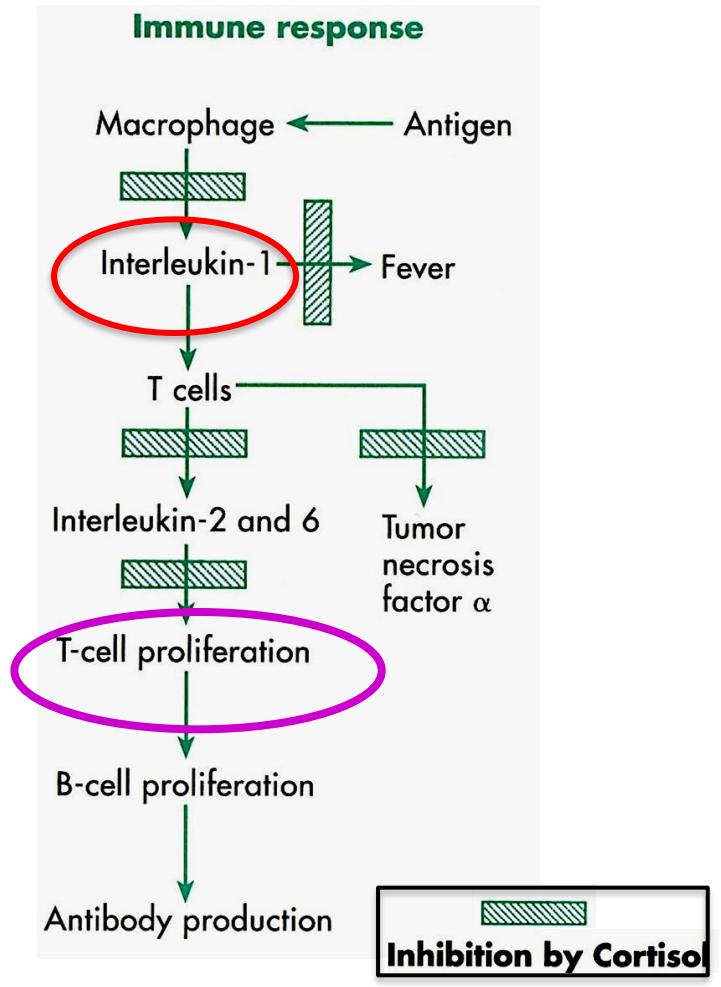 Immune response
Macrophage
Antigen
Interleukin-1
Fever
T cells
Interleukin-2 and 6
Tumor
necrosis
factor α
T-cell proliferation
B-cell proliferation
Antibody production
Inhibition by Cortisol